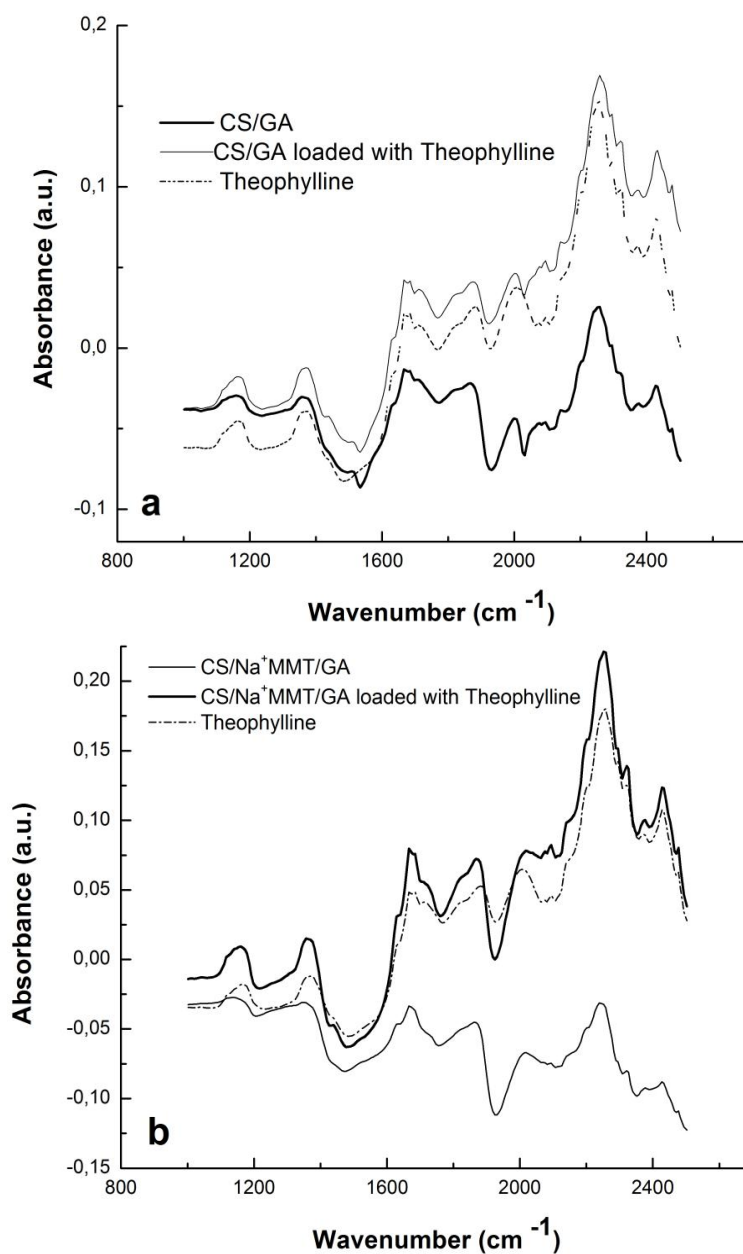 0,2
CS/GA
CS/GA loaded with Theophylline
Theophylline
0,1
0,0
-0,1
Absorbance (a.u.)
a
800 1200 1600 2000 2400
Wavenumber (cm -1)
CS/Na+MMT/GA
CS/Na+MMT/GA loaded with Theophylline
Theophylline
0,20
0,15
0,10
0,05
0,00
-0,05
-0,10
-0,15
Absorbance (a.u.)
b
800 1200 1600 2000 2400
Wavenumber (cm -1)